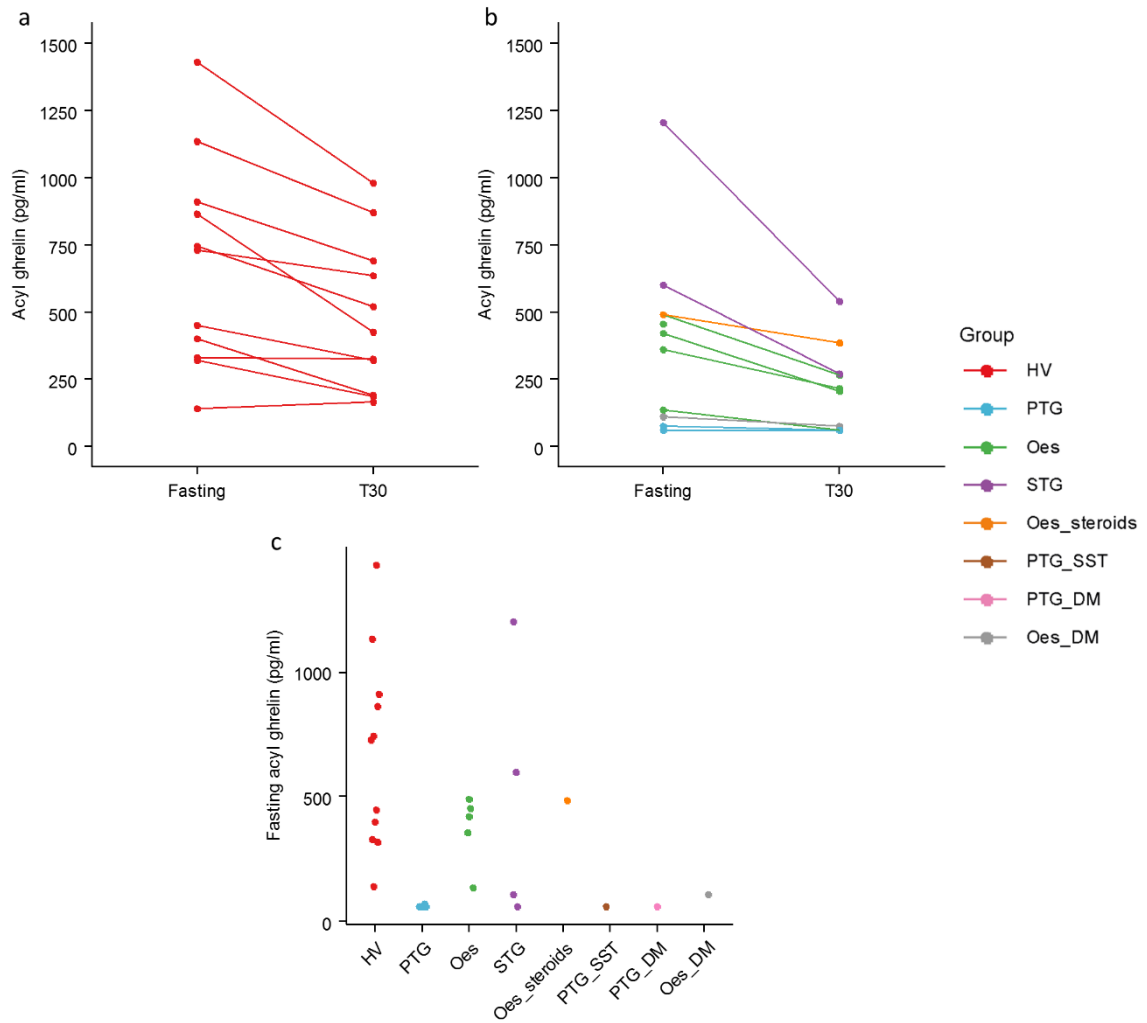 a
Acyl ghrelin (pg/ml)
1500
1250
1000
750
500
250
0
Fasting T30
b
Acyl ghrelin (pg/ml)
1500
1250
1000
750
500
250
0
Fasting T30
Group
HV
PTG
Oes
STG
Oes_steroids
PTG_SST
PTG_DM
Oes_DM
c
Fasting acyl ghrelin (pg/ml)
1000
500
0
HV PTG Oes STG Oes_steroids PTG_SST PTG_DM Oes_DM